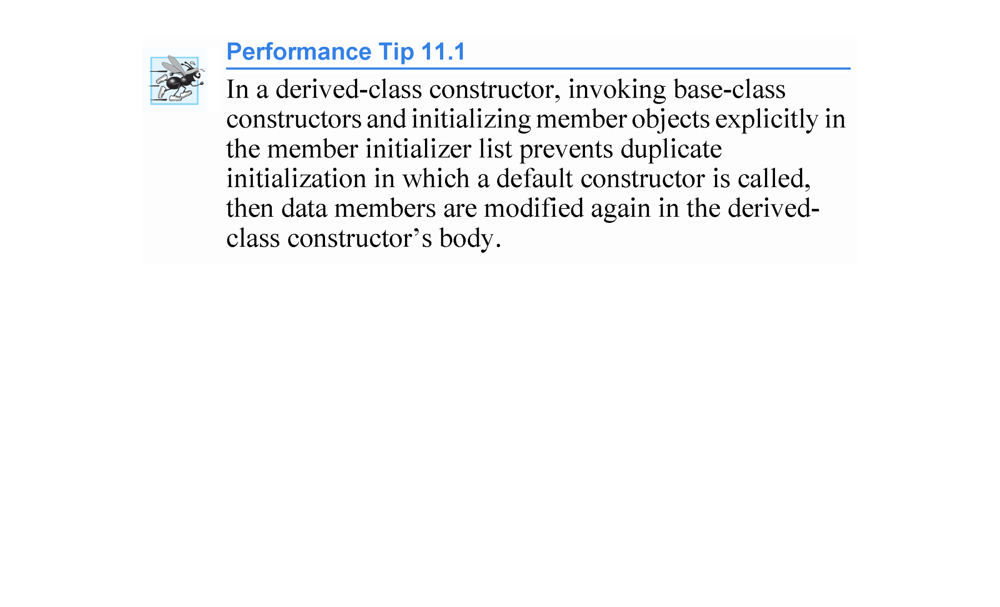 Performance Tip 11.1
In a derived-class constructor, invoking base-class
constructors and initializing member objects explicitly in
the member initializer list prevents duplicate
initialization in which a default constructor is called,
then data members are modified again in the derived-
class constructor’s body.